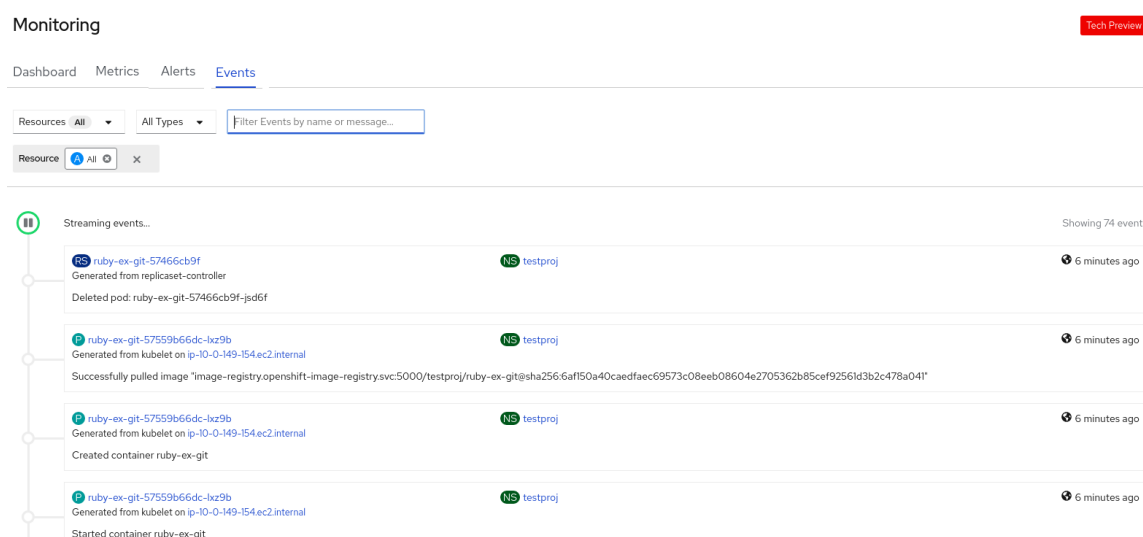 Monitoring
Tech Preview
Dashboard Metrics Alerts Events
Resources All All Types Filter Events by name or message...
Resource A All
Streaming events... Showing 74 event
RS ruby-ex-git-57466cb9f NS testproj 6 minutes ago
Generated from replicaset-controller
Deleted pod: ruby-ex-git-57466cb9f-jsd6f
P ruby-ex-git-57559b66dc-lxz9b NS testproj 6 minutes ago
Generated from kubelet on ip-10-0-149-154.ec2.internal
Successfully pulled image "image-registry.openshift-image-registry.svc:5000/testproj/ruby-ex-git@sha256:6af150a40caedfaec69573c08eeb08604e2705362b85cef92561d3b2c478a041"
P ruby-ex-git-57559b66dc-lxz9b NS testproj 6 minutes ago
Generated from kubelet on ip-10-0-149-154.ec2.internal
Created container ruby-ex-git
P ruby-ex-git-57559b66dc-lxz9b NS testproj 6 minutes ago
Generated from kubelet on ip-10-0-149-154.ec2.internal
Started container ruby-ex-git